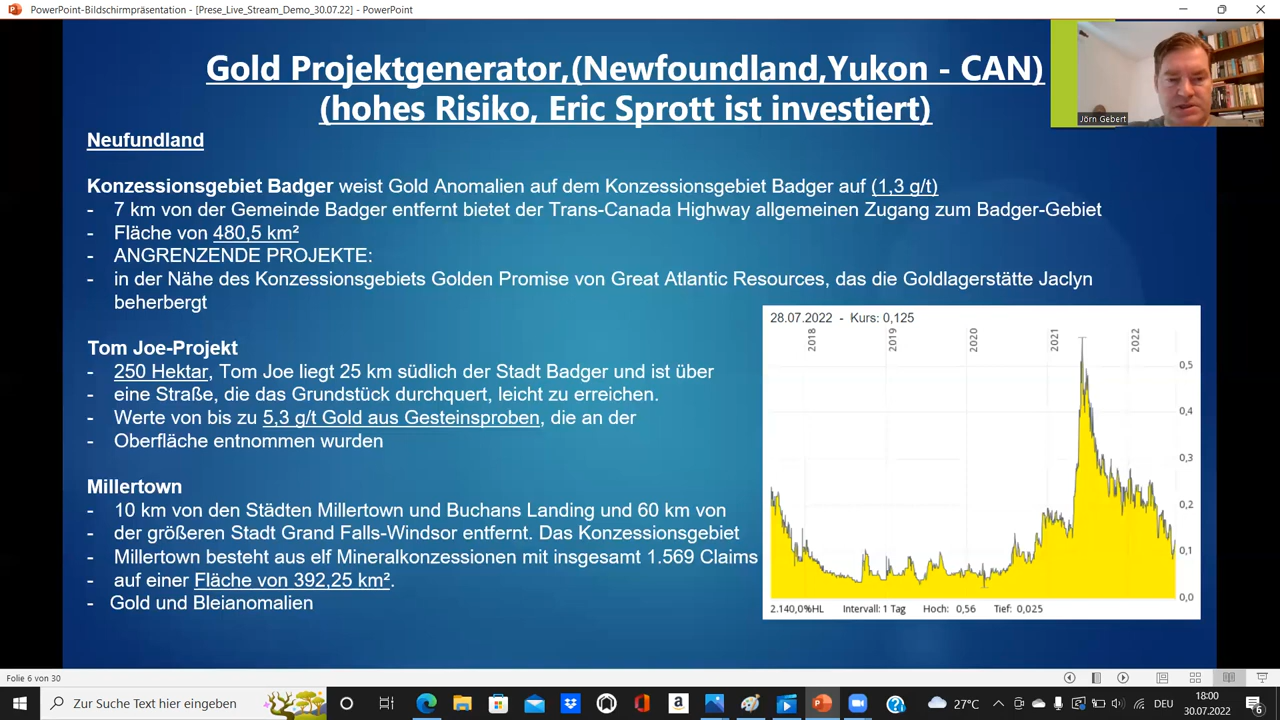 PowerPoint-Bildschirmpräsentation - [Prese_Live_Stream_Demo_30.07.22] - PowerPoint
Gold Projektgenerator,(Newfoundland,Yukon - CAN)
(hohes Risiko, Eric Sprott ist investiert)
Jörn Gebert
Neufundland
Konzessionsgebiet Badger weist Gold Anomalien auf dem Konzessionsgebiet Badger auf (1,3 g/t)
- 7 km von der Gemeinde Badger entfernt bietet der Trans-Canada Highway allgemeinen Zugang zum Badger-Gebiet
- Fläche von 480,5 km²
- ANGRENZENDE PROJEKTE:
- in der Nähe des Konzessionsgebiets Golden Promise von Great Atlantic Resources, das die Goldlagerstätte Jaclyn
beherbergt
Tom Joe-Projekt
- 250 Hektar, Tom Joe liegt 25 km südlich der Stadt Badger und ist über
- eine Straße, die das Grundstück durchquert, leicht zu erreichen.
- Werte von bis zu 5,3 g/t Gold aus Gesteinsproben, die an der
- Oberfläche entnommen wurden
Millertown
- 10 km von den Städten Millertown und Buchans Landing und 60 km von
- der größeren Stadt Grand Falls-Windsor entfernt. Das Konzessionsgebiet
- Millertown besteht aus elf Mineralkonzessionen mit insgesamt 1.569 Claims
- auf einer Fläche von 392,25 km².
- Gold und Bleianomalien
28.07.2022 - Kurs: 0,125
2018 2019 2020 2021 2022
0,5
0,4
0,3
0,2
0,1
0,0
2.140,0%HL Intervall: 1 Tag Hoch: 0,56 Tief: 0,025
Folie 6 von 30
Zur Suche Text hier eingeben
27°C
DEU
18:00
30.07.2022
6